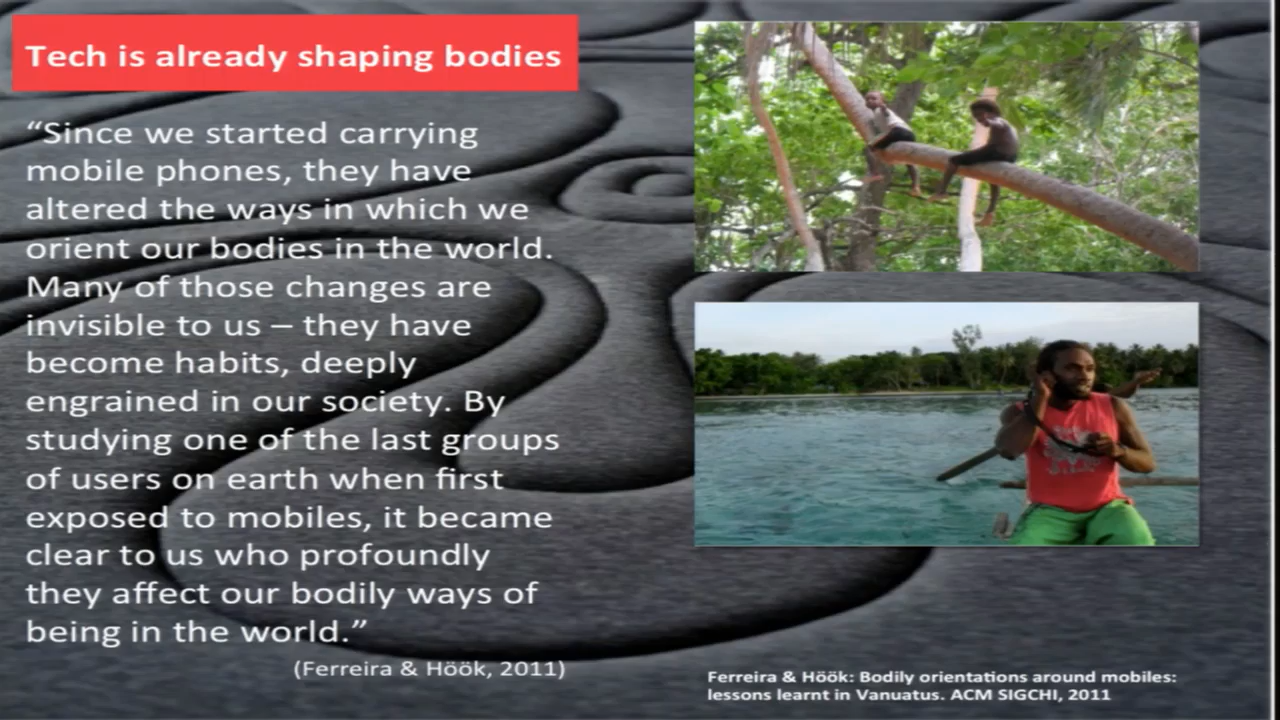 Tech is already shaping bodies
“Since we started carrying
mobile phones, they have
altered the ways in which we
orient our bodies in the world.
Many of those changes are
invisible to us – they have
become habits, deeply
engrained in our society. By
studying one of the last groups
of users on earth when first
exposed to mobiles, it became
clear to us who profoundly
they affect our bodily ways of
being in the world.”
(Ferreira & Höök, 2011)
Ferreira & Höök: Bodily orientations around mobiles:
lessons learnt in Vanuatus. ACM SIGCHI, 2011